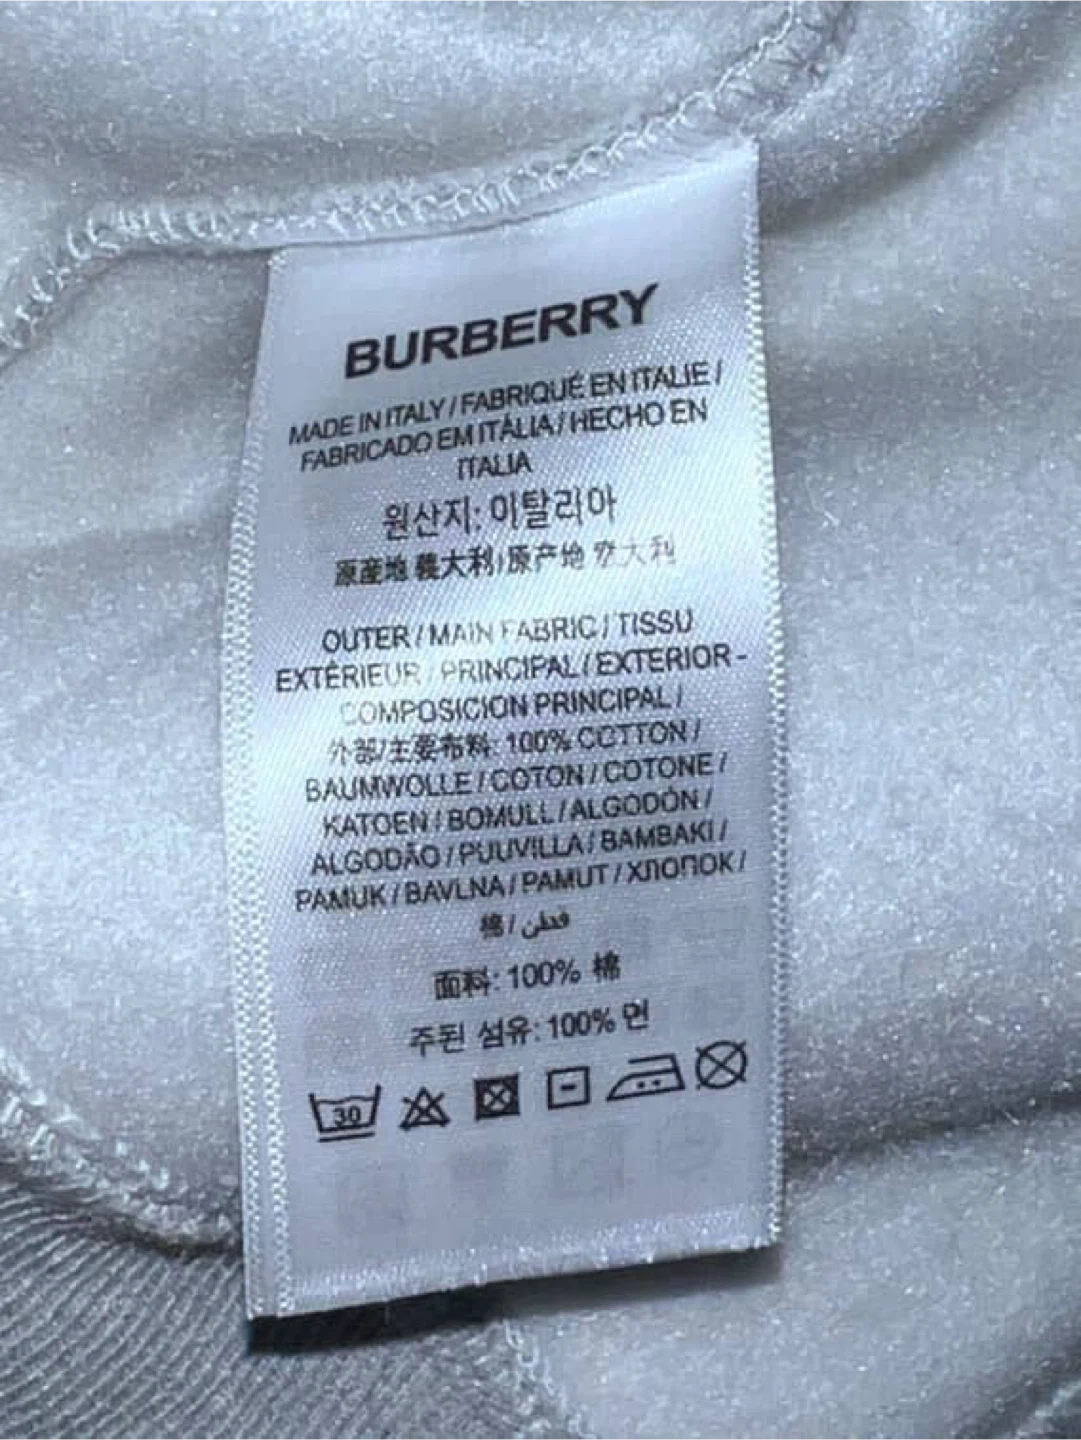 BURBERRY
MADE IN ITALY / FABRIQUÉ EN ITALIE /
FABRICADO EM ITÁLIA / HECHO EN
ITALIA
원산지: 이탈리아
原産地 義大利/原产地 意大利
OUTER / MAIN FABRIC / TISSU
EXTÉRIEUR / PRINCIPAL / EXTERIOR -
COMPOSICION PRINCIPAL /
外部/主要布料: 100% COTTON /
BAUMWOLLE / COTON / COTONE /
KATOEN / BOMULL / ALGODÓN /
ALGODÃO / PUUVILLA / BAMBAKI /
PAMUK / BAVLNA / PAMUT / ХЛОПОК /
棉 / قطن
面料: 100% 棉
주된 섬유: 100% 면
30